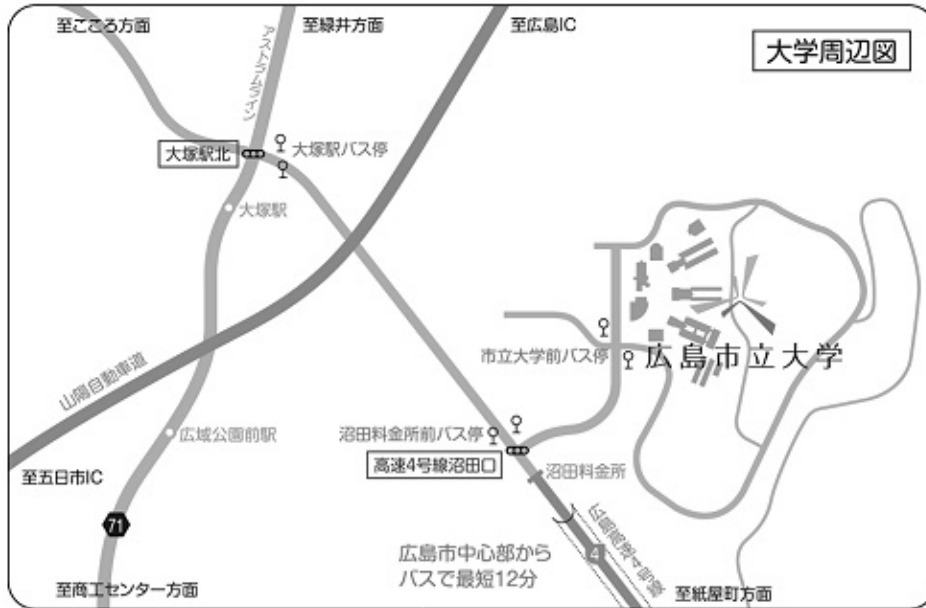 至こころ方面
至緑井方面
至広島IC
大学周辺図
アストラムライン
大塚駅北
大塚駅バス停
大塚駅
市立大学前バス停
広島市立大学
山陽自動車道
広域公園前駅
沼田料金所前バス停
高速4号線沼田口
沼田料金所
至五日市IC
71
広島高速4号線
4
広島市中心部から
バスで最短12分
至商工センター方面
至紙屋町方面